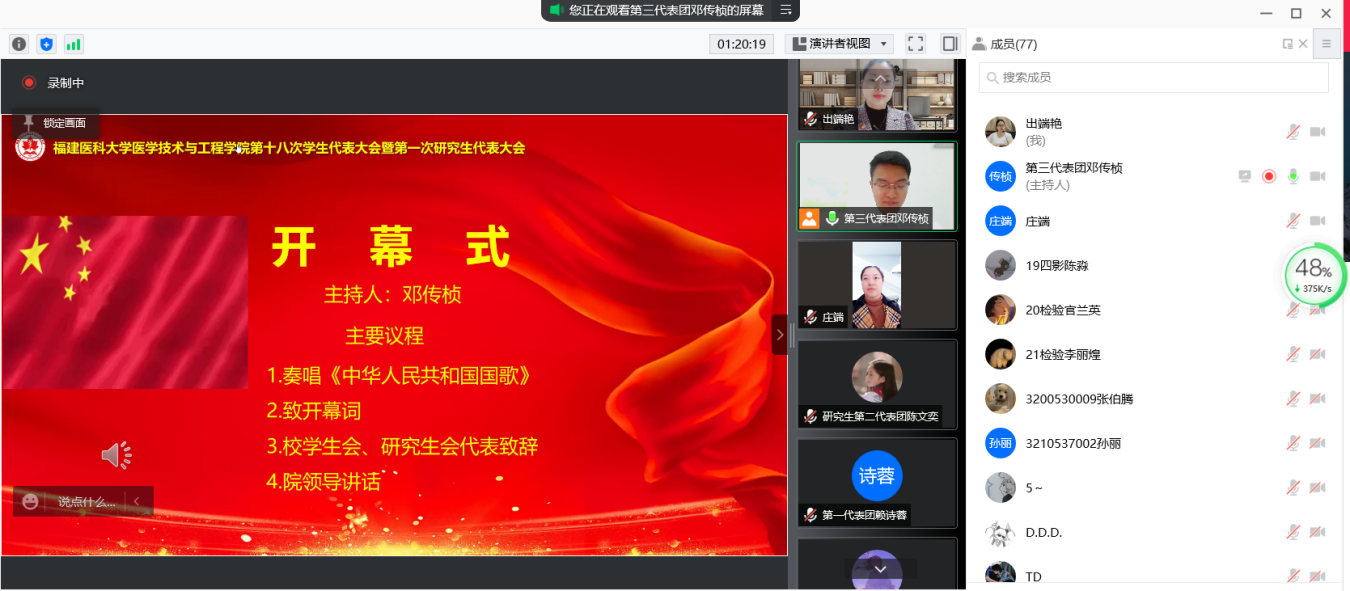 您正在观看第三代表团邓传桢的屏幕
01:20:19
演讲者视图
录制中
锁定画面
福建医科大学医学技术与工程学院第十八次学生代表大会暨第一次研究生代表大会
开 幕 式
主持人：邓传桢
主要议程
1.奏唱《中华人民共和国国歌》
2.致开幕词
3.校学生会、研究生会代表致辞
4.院领导讲话
说点什么...
出端艳
第三代表团邓传桢
庄端
研究生第二代表团陈文奕
诗蓉
第一代表团赖诗蓉
成员(77)
搜索成员
出端艳
(我)
传桢
第三代表团邓传桢
(主持人)
庄端
庄端
19四影陈淼
20检验官兰英
21检验李丽煌
3200530009张伯腾
孙丽
3210537002孙丽
5～
D.D.D.
TD
48%
375K/s